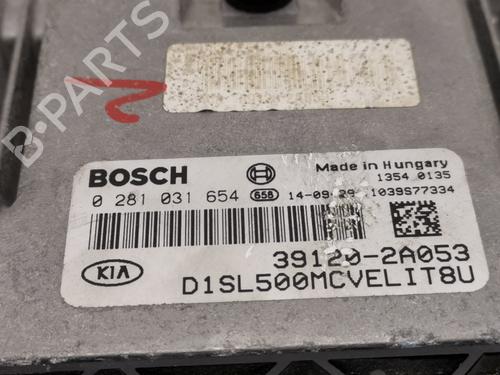 B-PARTS
BOSCH
Made in Hungary
1354 0135
0 281 031 654 658 14-09-29 1039S77334
39120-2A053
KIA
D1SL500MCVELIT8U